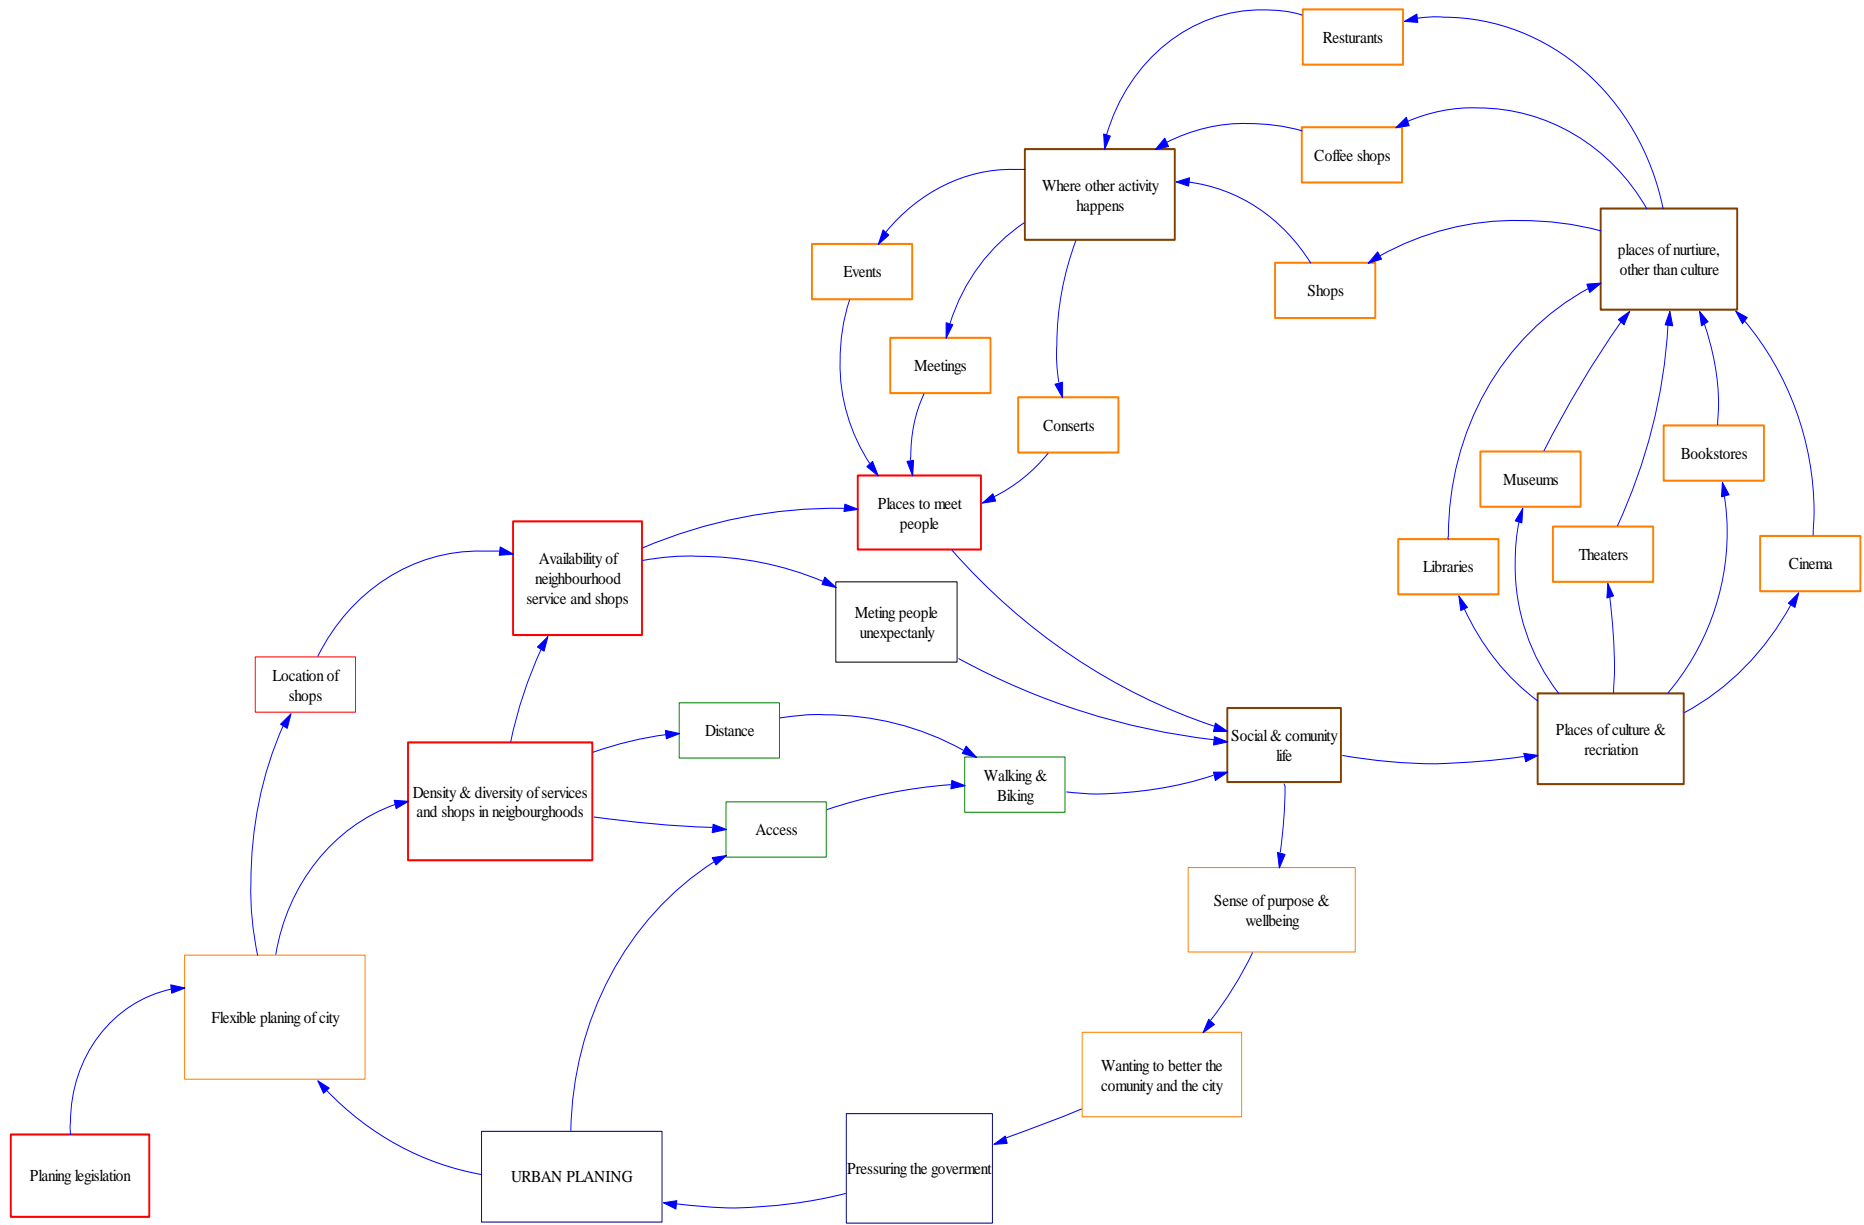 Resturants
Coffee shops
Where other activity
happens
places of nurtiure,
other than culture
Events
Shops
Meetings
Conserts
Bookstores
Museums
Places to meet
people
Availability of
neighbourhood
service and shops
Theaters
Libraries
Cinema
Meting people
unexpectanly
Location of
shops
Distance
Social & comunity
life
Places of culture &
recriation
Density & diversity of services
and shops in neigbourghoods
Walking &
Biking
Access
Sense of purpose &
wellbeing
Flexible planing of city
Wanting to better the
comunity and the city
Planing legislation
URBAN PLANING
Pressuring the goverment